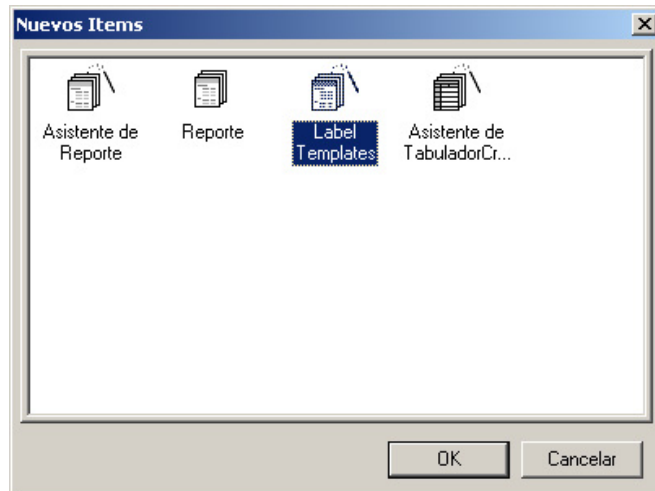 Nuevos Items
Asistente de
Reporte
Reporte
Label
Templates
Asistente de
TabuladorCr...
OK
Cancelar